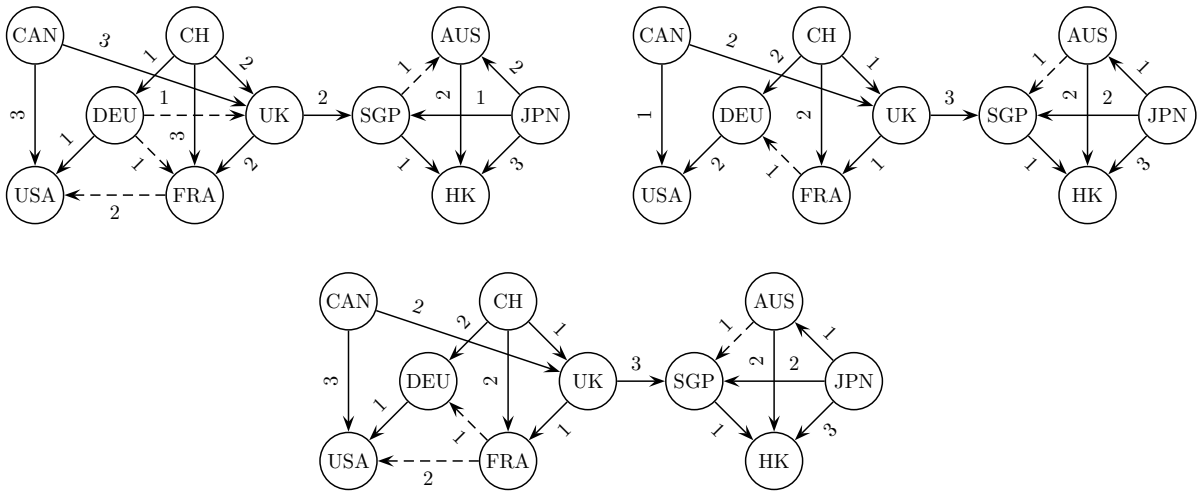 CAN CH AUS CAN CH AUS
3 1 2 1 2 2 2 1 1 1
3 DEU 1 UK 2 SGP 2 1 JPN 1 DEU 2 UK 3 SGP 2 2 JPN
1 1 3 2 1 3 2 1 1 1 3
USA 2 FRA HK USA FRA HK
CAN CH AUS
2 2 1 1 1
3 DEU 2 UK 3 SGP 2 2 JPN
1 1 1 1 3
USA 2 FRA HK